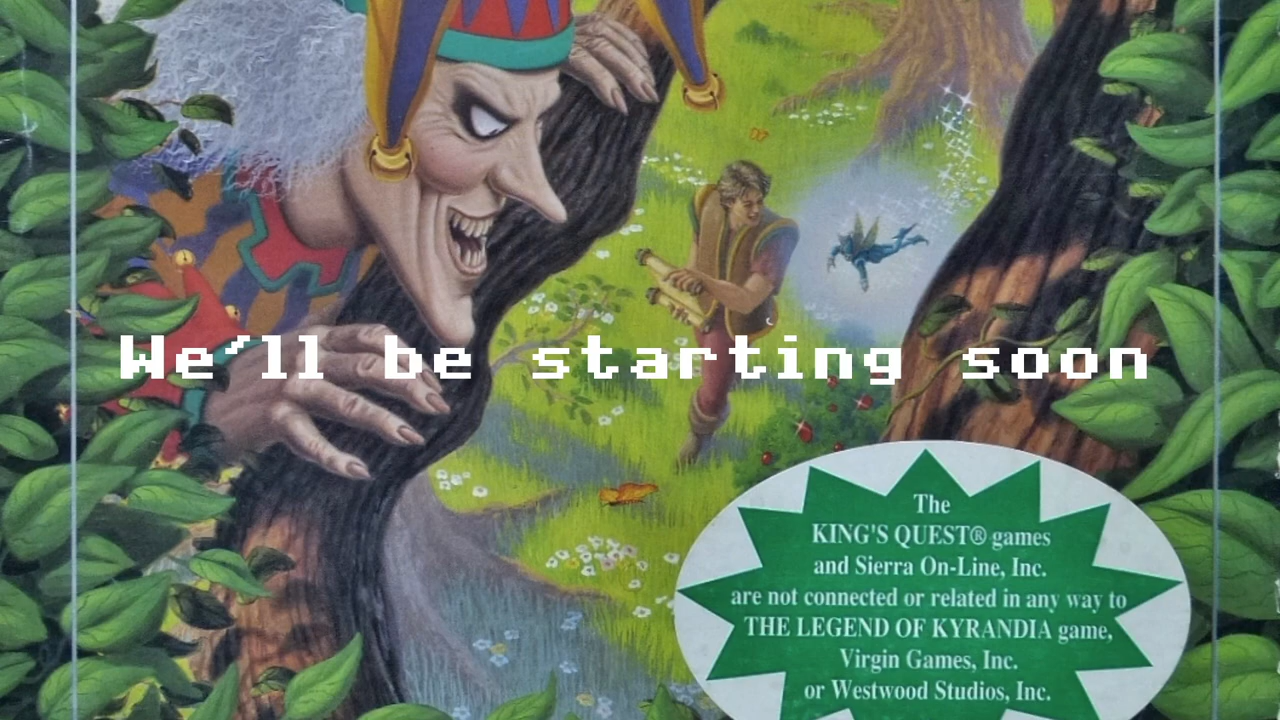 We'll be starting soon
The
KING'S QUEST® games
and Sierra On-Line, Inc.
are not connected or related in any way to
THE LEGEND OF KYRANDIA game,
Virgin Games, Inc.
or Westwood Studios, Inc.